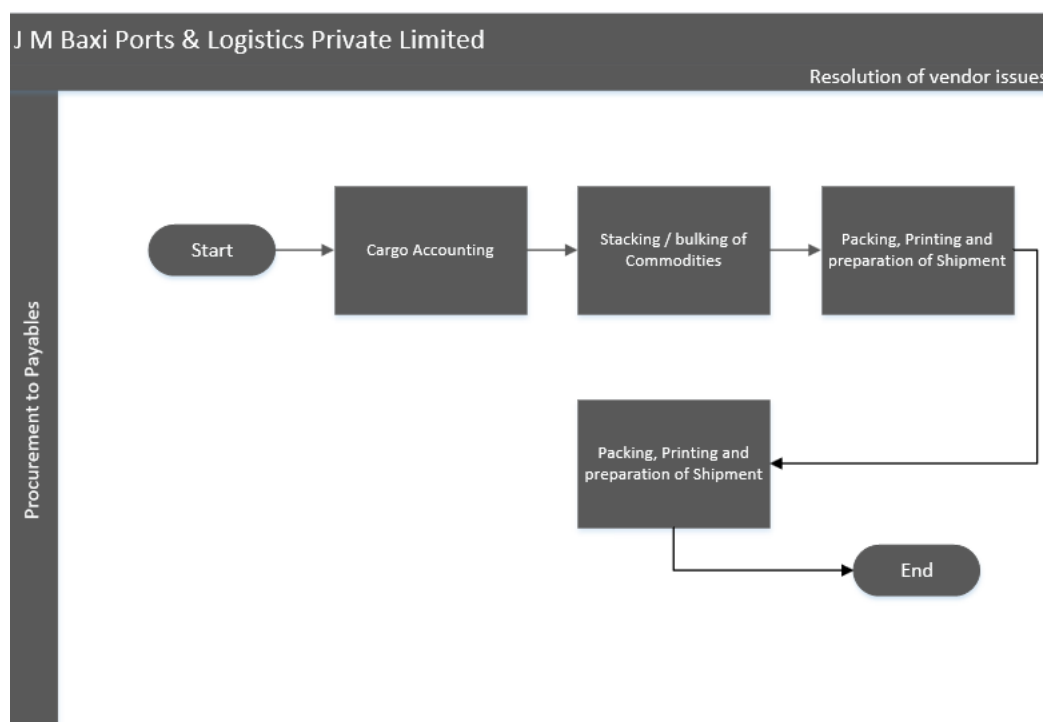 J M Baxi Ports & Logistics Private Limited
Resolution of vendor issues
Procurement to Payables
Start
Cargo Accounting
Stacking / bulking of
Commodities
Packing, Printing and
preparation of Shipment
Packing, Printing and
preparation of Shipment
End